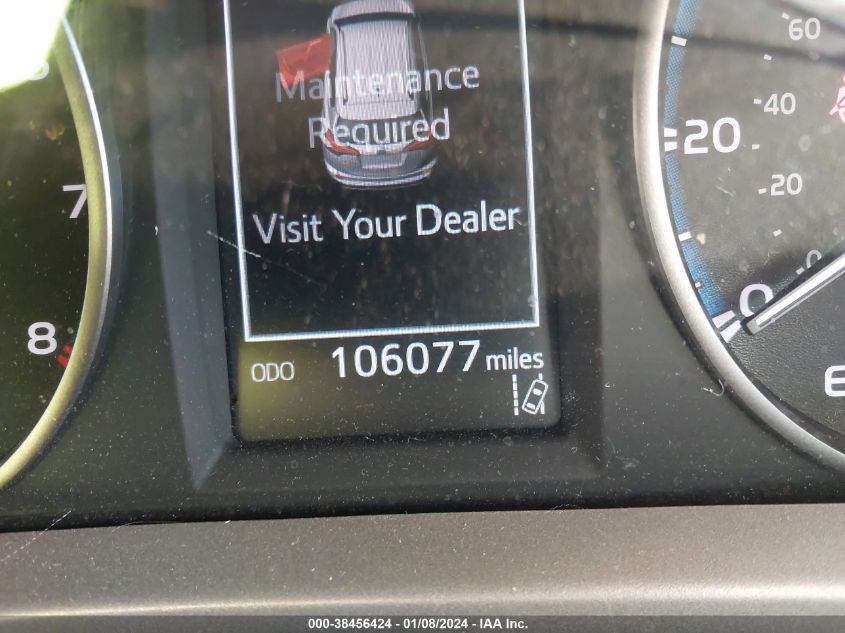 Maintenance
Required
Visit Your Dealer
ODO 106077 miles
7
8
60
40
20
20
0
0
E
000-38456424 - 01/08/2024 - IAA Inc.